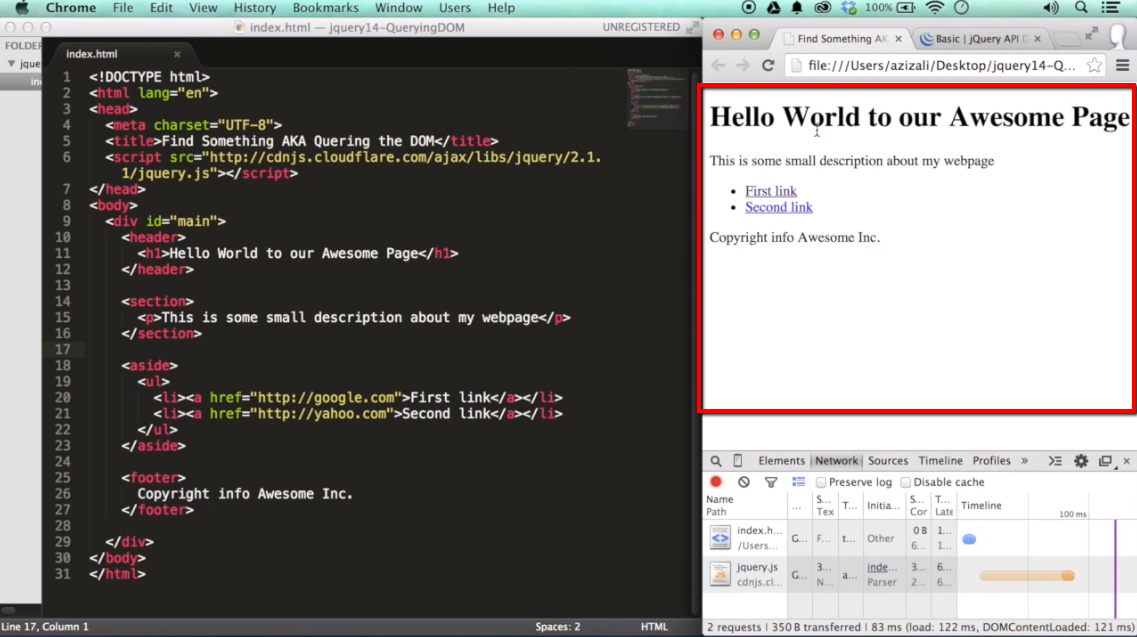 Chrome File Edit View History Bookmarks Window Users Help 100%
index.html — jquery14-QueryingDOM UNREGISTERED
FOLDER
▼ jque
in
index.html ×
1 <!DOCTYPE html>
2 <html lang="en">
3 <head>
4 <meta charset="UTF-8">
5 <title>Find Something AKA Quering the DOM</title>
6 <script src="http://cdnjs.cloudflare.com/ajax/libs/jquery/2.1.
1/jquery.js"></script>
7 </head>
8 <body>
9 <div id="main">
10 <header>
11 <h1>Hello World to our Awesome Page</h1>
12 </header>
13
14 <section>
15 <p>This is some small description about my webpage</p>
16 </section>
17
18 <aside>
19 <ul>
20 <li><a href="http://google.com">First link</a></li>
21 <li><a href="http://yahoo.com">Second link</a></li>
22 </ul>
23 </aside>
24
25 <footer>
26 Copyright info Awesome Inc.
27 </footer>
28
29 </div>
30 </body>
31 </html>
Line 17, Column 1 Spaces: 2 HTML
Find Something AK × Basic | jQuery API D ×
file:///Users/azizali/Desktop/jquery14-Q...
Hello World to our Awesome Page
This is some small description about my webpage
• First link
• Second link
Copyright info Awesome Inc.
Elements Network Sources Timeline Profiles » ×
Preserve log Disable cache
Name ... S... T... Initia... S... T... Timeline
Path Tex Cor Late 100 ms
index.h... G... F... t... Other 0 B 1...
/Users... 6... 1...
jquery.js G... 3... a... inde... 3... 6...
cdnjs.cl... N... Parser 2... 6...
2 requests | 350 B transferred | 83 ms (load: 122 ms, DOMContentLoaded: 121 ms)